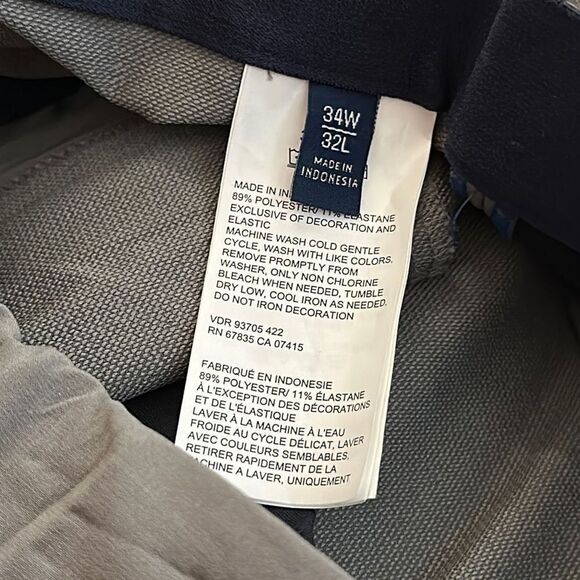 34W
32L
MADE IN
INDONESIA
MADE IN
89% POLYESTER/ 11% ELASTANE
EXCLUSIVE OF DECORATION AND
ELASTIC
MACHINE WASH COLD GENTLE
CYCLE, WASH WITH LIKE COLORS.
REMOVE PROMPTLY FROM
WASHER, ONLY NON CHLORINE
BLEACH WHEN NEEDED, TUMBLE
DRY LOW, COOL IRON AS NEEDED.
DO NOT IRON DECORATION
VDR 93705 422
RN 67835 CA 07415
FABRIQUÉ EN INDONESIE
89% POLYESTER/ 11% ÉLASTANE
À L'EXCEPTION DES DÉCORATIONS
ET DE L'ÉLASTIQUE
LAVER À LA MACHINE À L'EAU
FROIDE AU CYCLE DÉLICAT, LAVER
AVEC COULEURS SEMBLABLES.
RETIRER RAPIDEMENT DE LA
MACHINE A LAVER, UNIQUEMENT